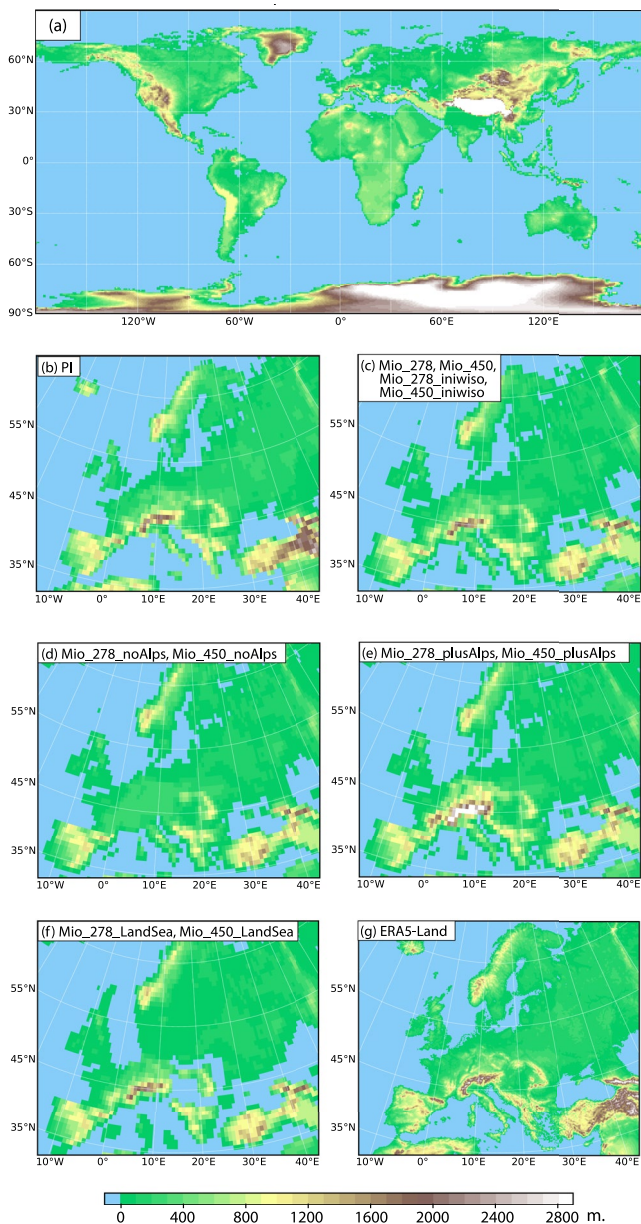 (a)
60°N
30°N
0°
30°S
60°S
90°S
120°W 60°W 0° 60°E 120°E
(b) PI
55°N
45°N
35°N
10°W 0° 10°E 20°E 30°E 40°E
(c) Mio_278, Mio_450,
Mio_278_iniwiso,
Mio_450_iniwiso
55°N
45°N
35°N
10°W 0° 10°E 20°E 30°E 40°E
(d) Mio_278_noAlps, Mio_450_noAlps
55°N
45°N
35°N
10°W 0° 10°E 20°E 30°E 40°E
(e) Mio_278_plusAlps, Mio_450_plusAlps
55°N
45°N
35°N
10°W 0° 10°E 20°E 30°E 40°E
(f) Mio_278_LandSea, Mio_450_LandSea
55°N
45°N
35°N
10°W 0° 10°E 20°E 30°E 40°E
(g) ERA5-Land
55°N
45°N
35°N
10°W 0° 10°E 20°E 30°E 40°E
0 400 800 1200 1600 2000 2400 2800 m.